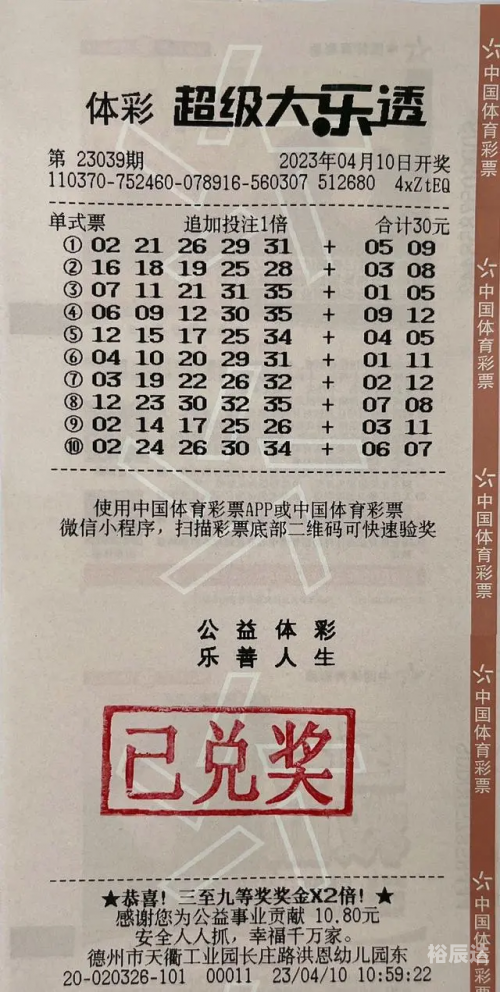 体彩 超级大乐透
第 23039期 2023年04月10日开奖
110370-752460-078916-560307 512680 4xZtEQ
单式票 追加投注1倍 合计30元
① 02 21 26 29 31 + 05 09
② 16 18 19 25 28 + 03 08
③ 07 11 21 31 35 + 01 05
④ 06 09 12 30 35 + 09 12
⑤ 12 15 17 25 34 + 04 05
⑥ 04 10 20 29 31 + 01 11
⑦ 03 19 22 26 32 + 02 12
⑧ 12 23 30 32 35 + 07 08
⑨ 02 14 17 25 26 + 03 11
⑩ 02 24 26 30 34 + 06 07
使用中国体育彩票APP或中国体育彩票
微信小程序，扫描彩票底部二维码可快速验奖
公益体彩
乐善人生
已兑奖
★恭喜！三至九等奖奖金X2倍！★
感谢您为公益事业贡献 10.80元
安全人人抓，幸福千万家。
德州市天衢工业园长庄路洪恩幼儿园东
20-020326-101 00011 23/04/10 10:59:22
中国体育彩票
中国体育彩票
中国体育彩票
中国体育彩票
中国体育彩票
裕辰达